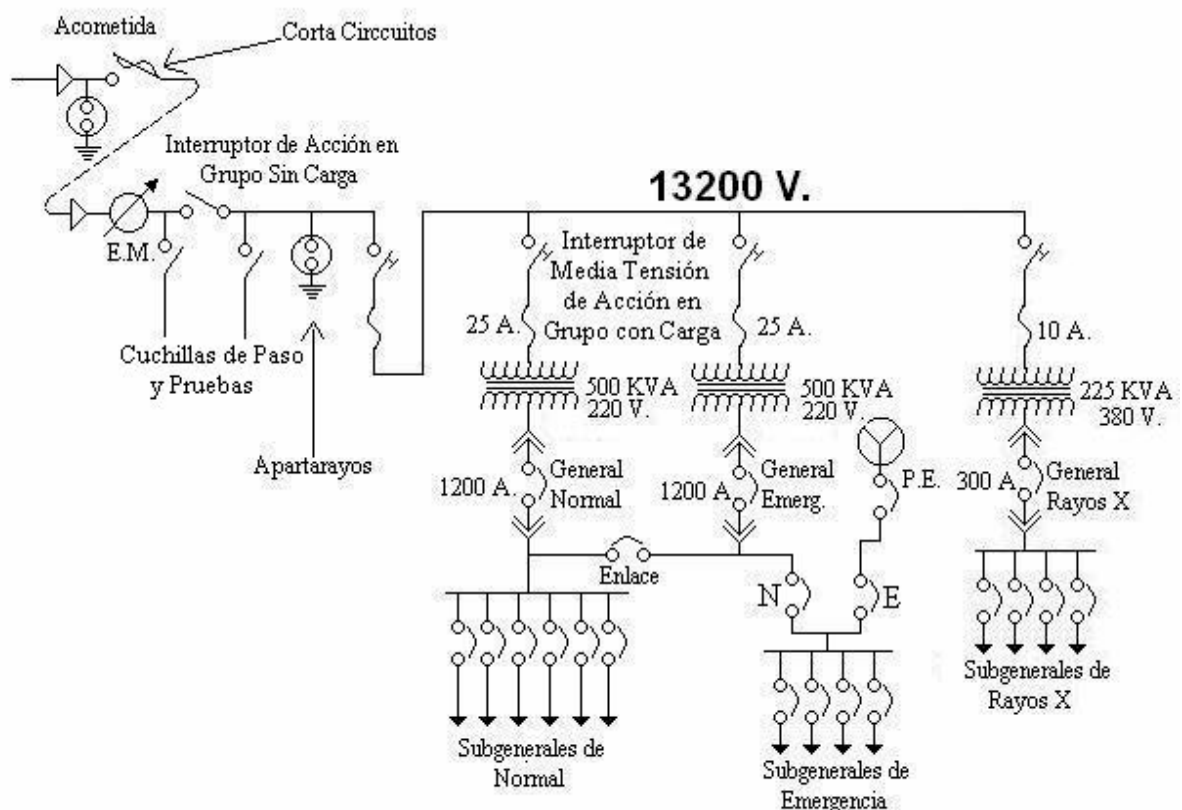 Acometida
Corta Circcuitos
Interruptor de Acción en
Grupo Sin Carga
13200 V.
E.M.
Interruptor de
Media Tensión
de Acción en
Grupo con Carga
25 A.
25 A.
10 A.
Cuchillas de Paso
y Pruebas
500 KVA
220 V.
500 KVA
220 V.
225 KVA
380 V.
Apartarayos
1200 A.
General
Normal
1200 A
General
Emerg.
P.E.
300 A
General
Rayos X
Enlace
N
E
Subgenerales de
Rayos X
Subgenerales de
Normal
Subgenerales de
Emergencia